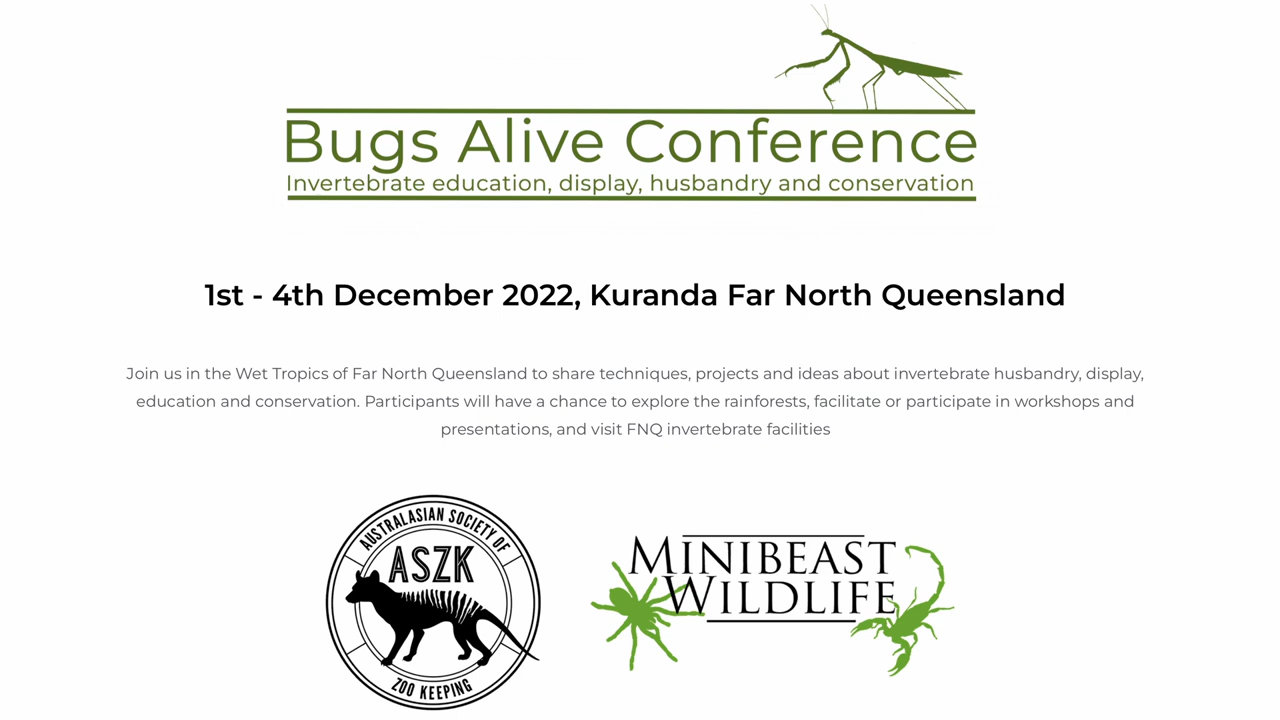 Bugs Alive Conference
Invertebrate education, display, husbandry and conservation
1st - 4th December 2022, Kuranda Far North Queensland
Join us in the Wet Tropics of Far North Queensland to share techniques, projects and ideas about invertebrate husbandry, display,
education and conservation. Participants will have a chance to explore the rainforests, facilitate or participate in workshops and
presentations, and visit FNQ invertebrate facilities
AUSTRALASIAN SOCIETY OF
ASZK
ZOO KEEPING
MINIBEAST
WILDLIFE